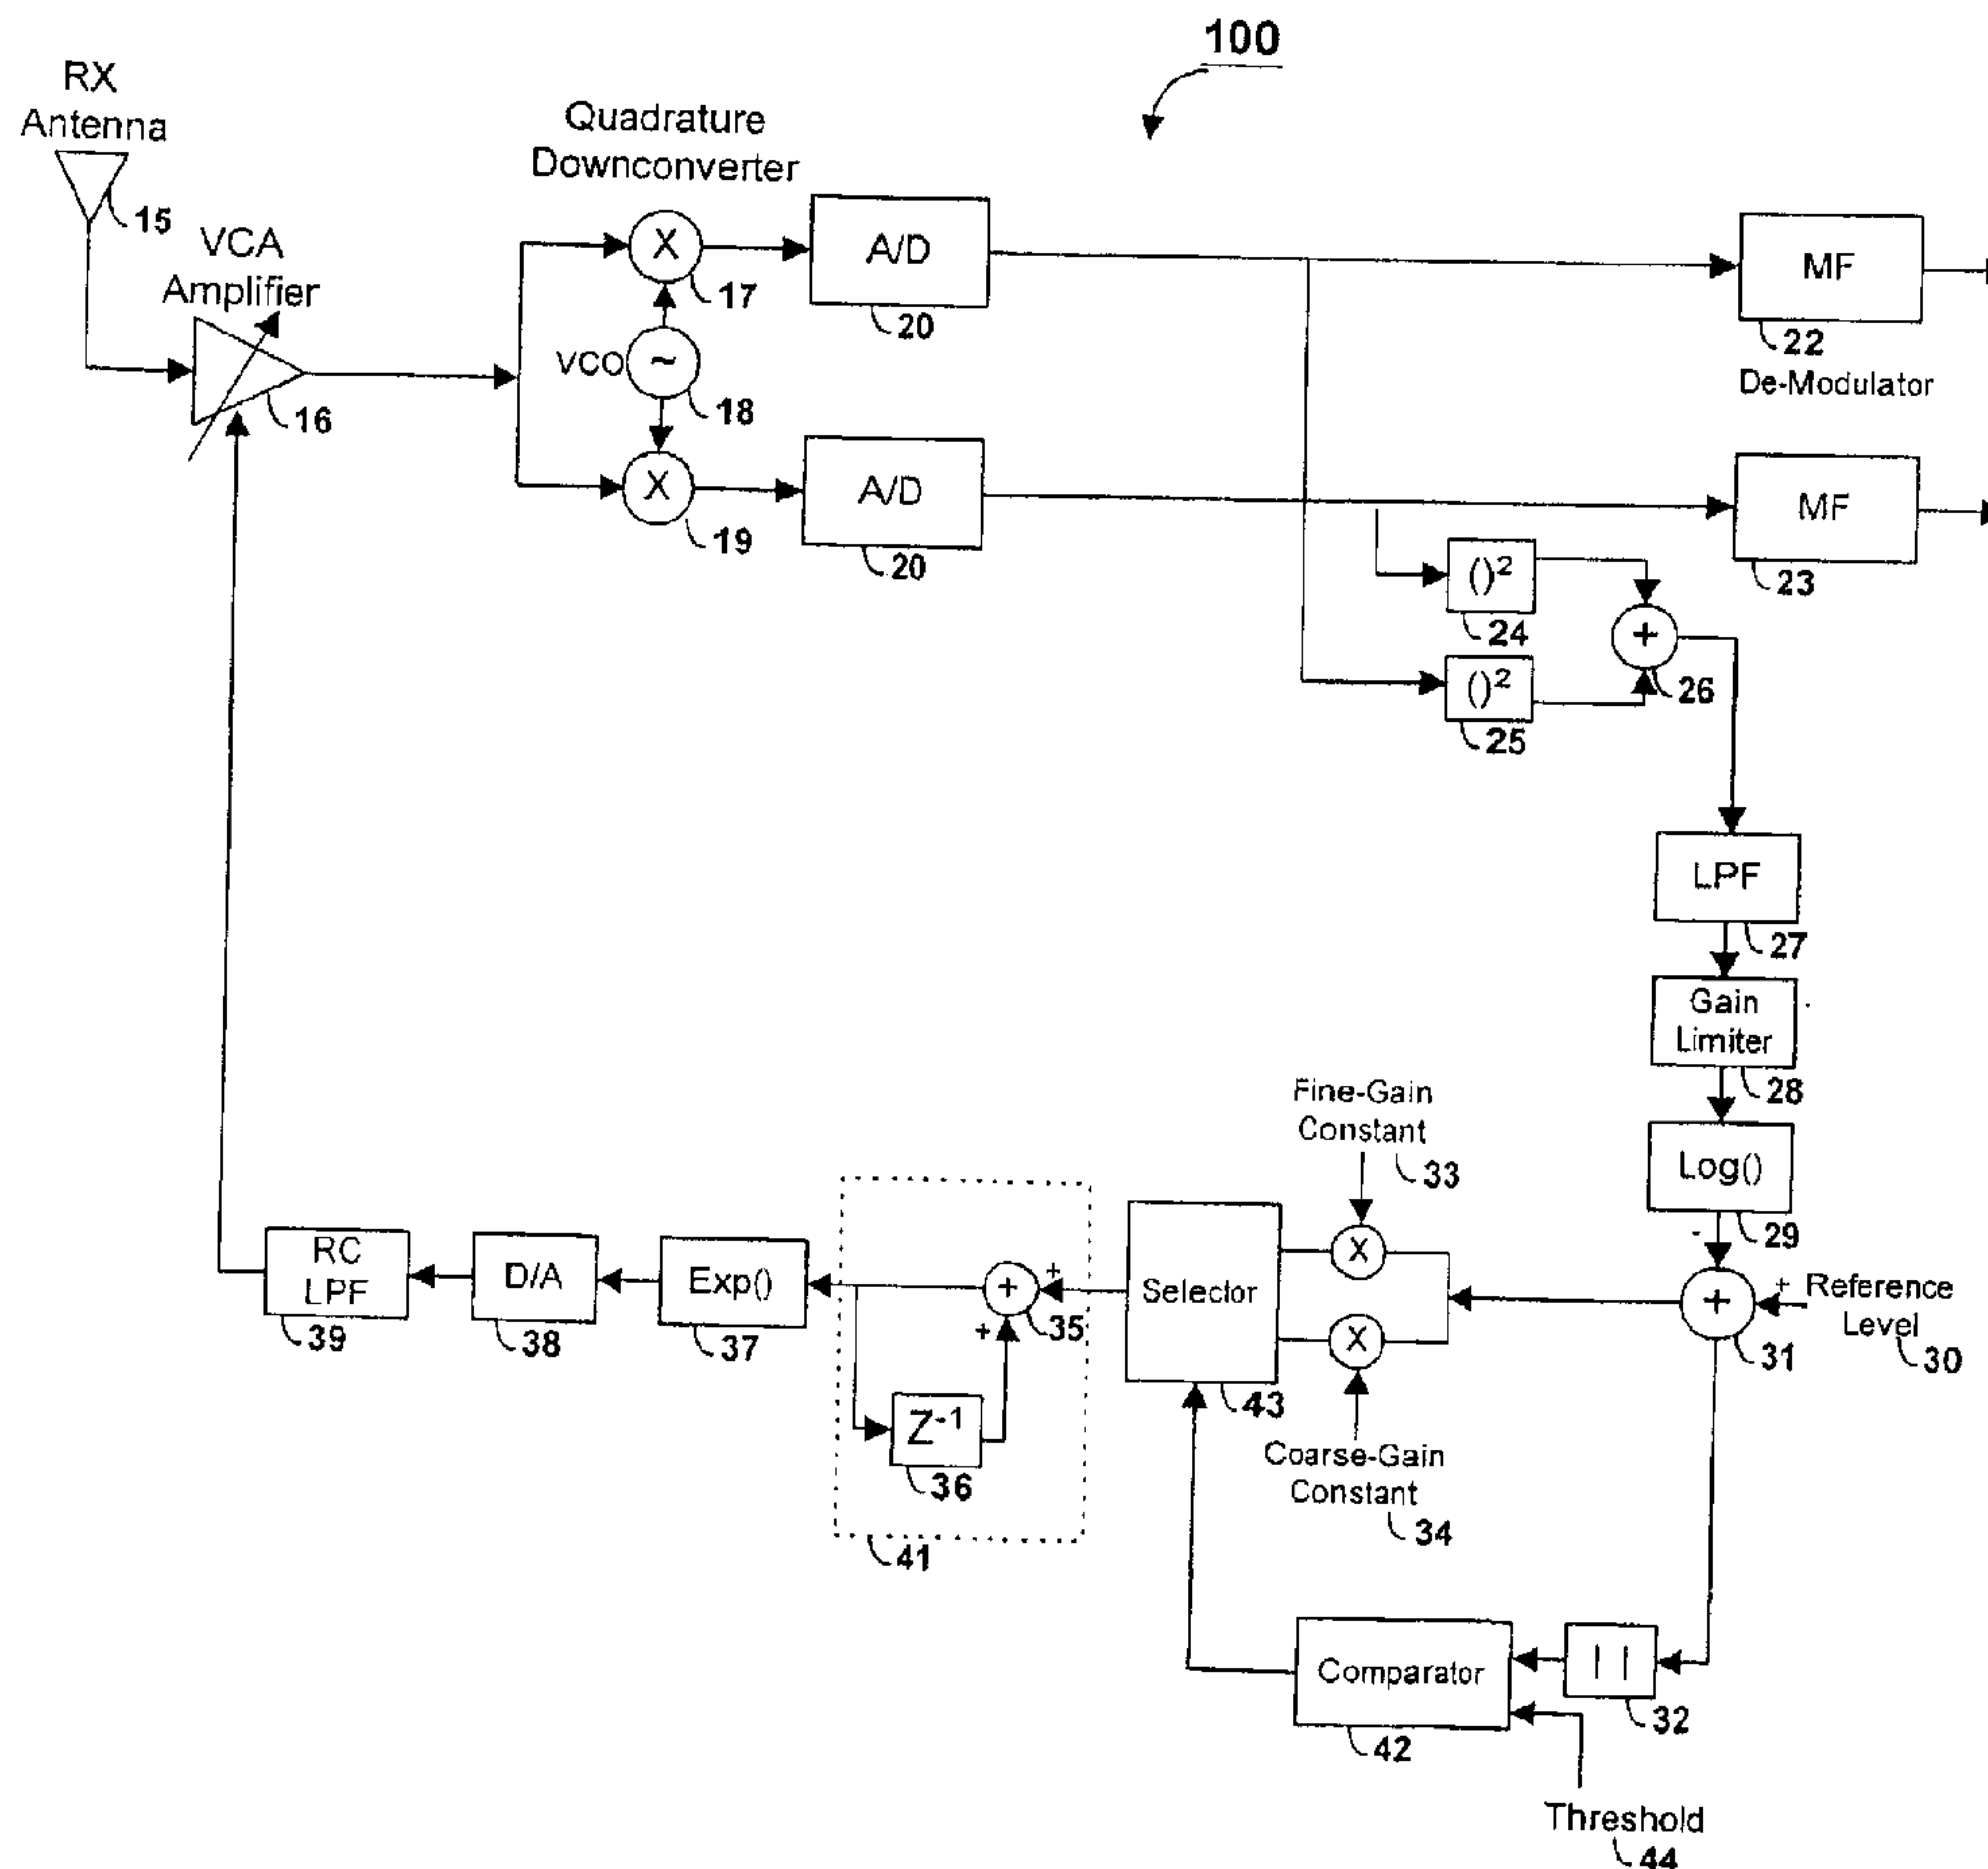 100
RX
Antenna
15
Quadrature
Downconverter
VCA
Amplifier
16
X
17
VCO
~
18
X
19
A/D
20
A/D
20
MF
22
De-Modulator
MF
23
()²
24
()²
25
+
26
LPF
27
Gain
Limiter
28
Log()
29
-
+
31
+
Reference
Level
30
Fine-Gain
Constant
33
X
X
Coarse-Gain
Constant
34
Selector
43
+
+
+
35
Z⁻¹
36
41
Exp()
37
D/A
38
RC
LPF
39
| |
32
Comparator
42
Threshold
44